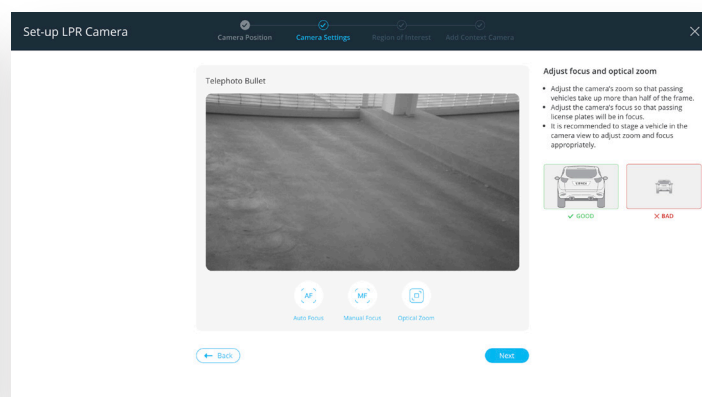 Set-up LPR Camera
Camera Position
Camera Settings
Region of Interest
Add Context Camera
Telephoto Bullet
AF
MF
Auto Focus
Manual Focus
Optical Zoom
Back
Next
Adjust focus and optical zoom
Adjust the camera's zoom so that passing
vehicles take up more than half of the frame.
Adjust the camera's focus so that passing
license plates will be in focus.
It is recommended to stage a vehicle in the
camera view to adjust zoom and focus
appropriately.
GOOD
BAD